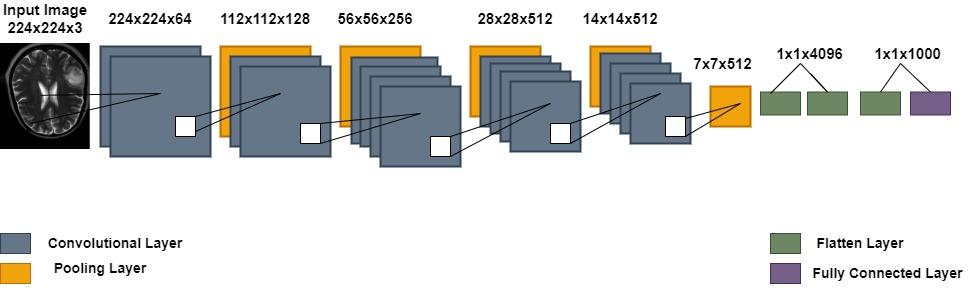 Input Image
224x224x3
224x224x64
112x112x128
56x56x256
28x28x512
14x14x512
7x7x512
1x1x4096
1x1x1000
Convolutional Layer
Pooling Layer
Flatten Layer
Fully Connected Layer